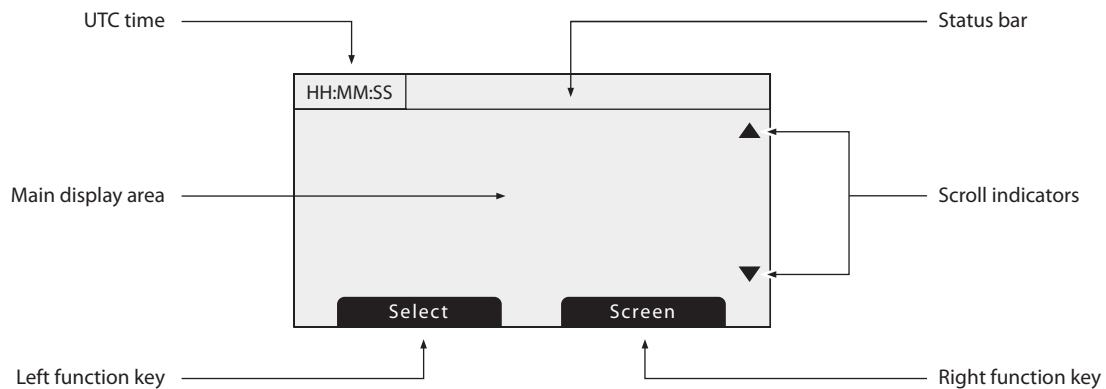 UTC time
Status bar
HH:MM:SS
Main display area
Scroll indicators
Select
Screen
Left function key
Right function key